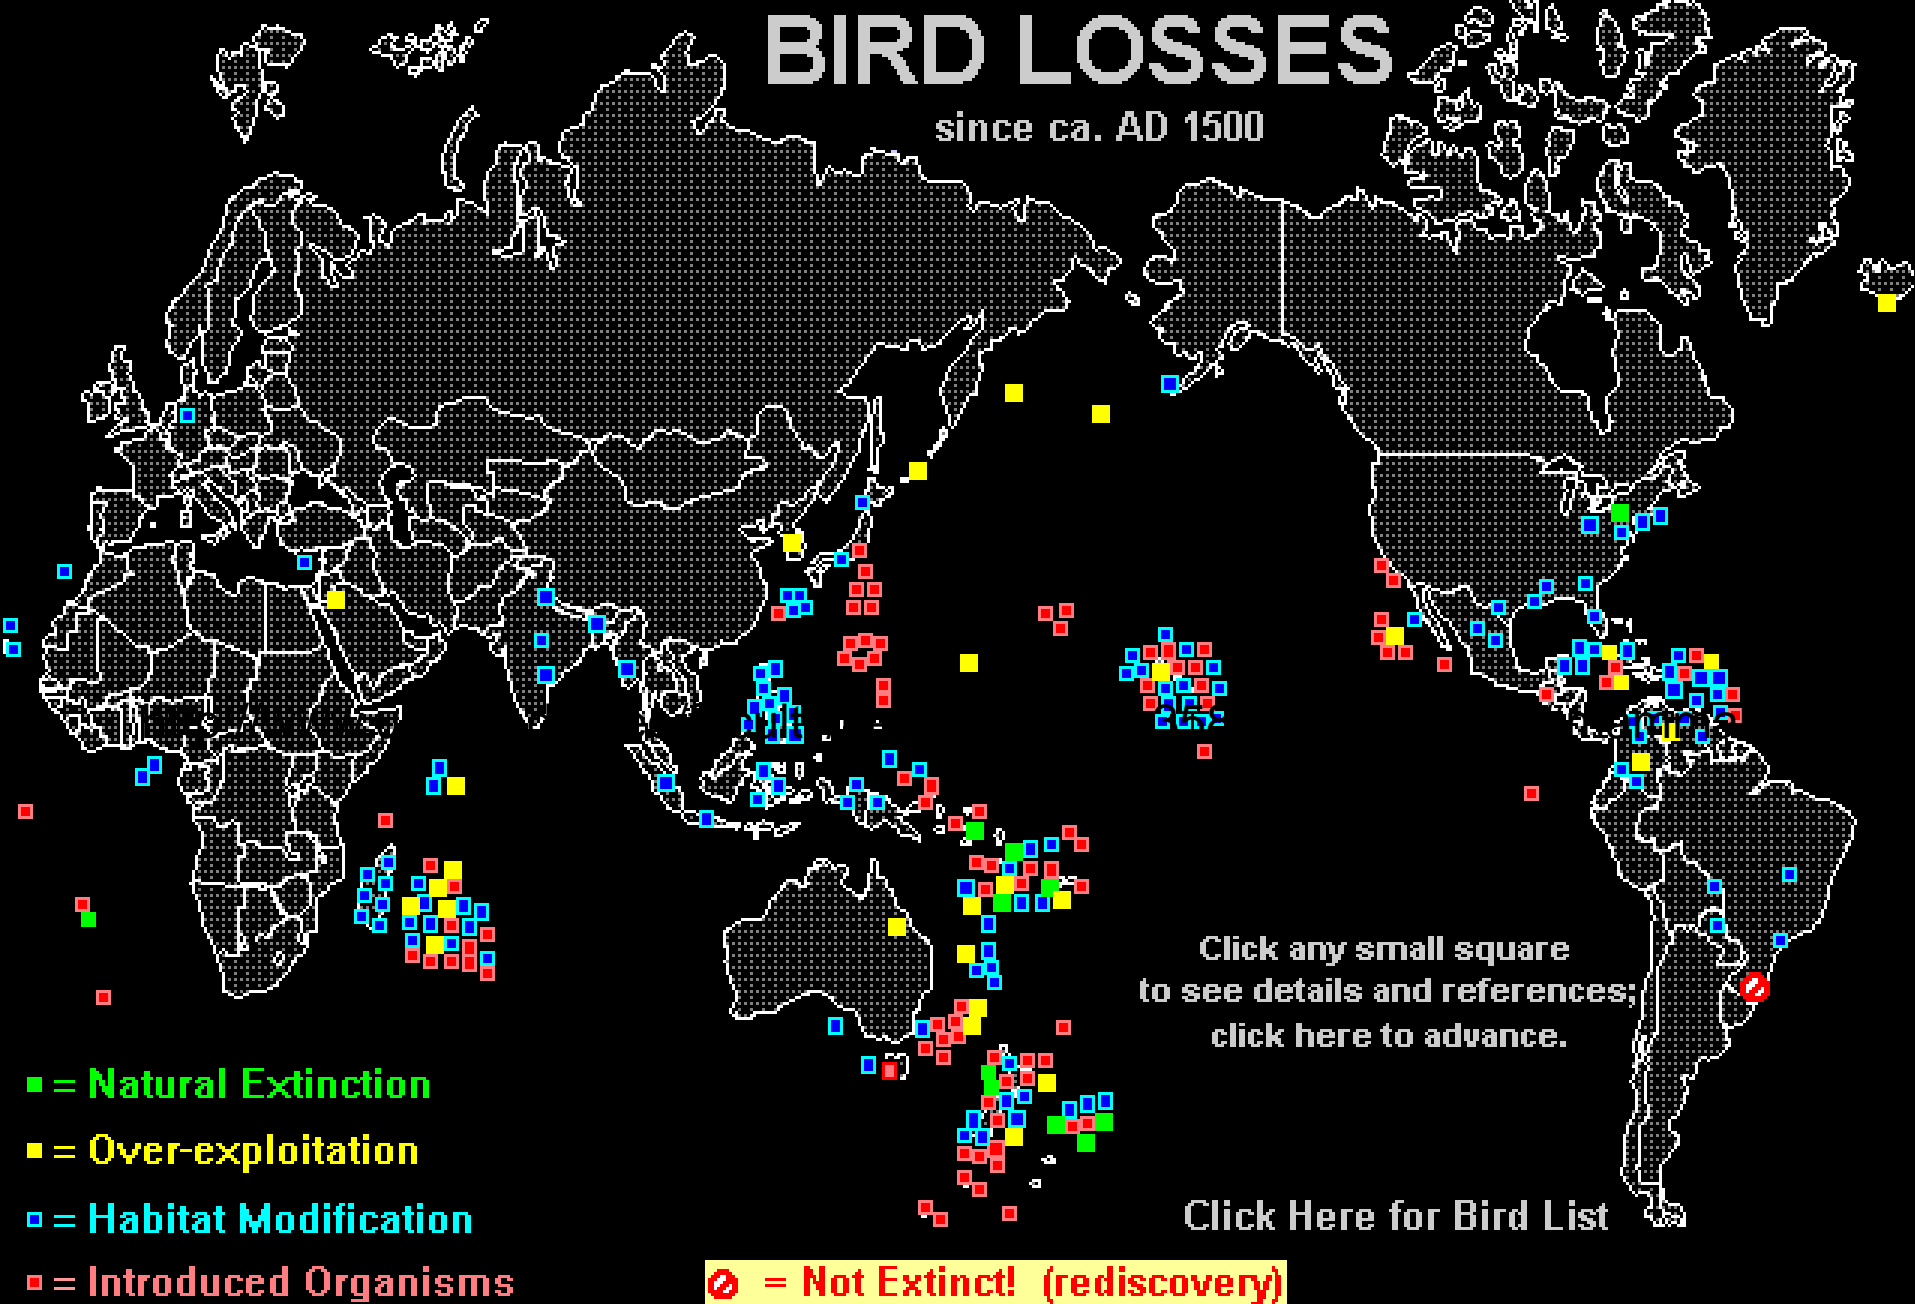 BIRD LOSSES
since ca. AD 1500
Click any small square
to see details and references;
click here to advance.
= Natural Extinction
= Over-exploitation
= Habitat Modification
= Introduced Organisms
Click Here for Bird List
= Not Extinct! (rediscovery)